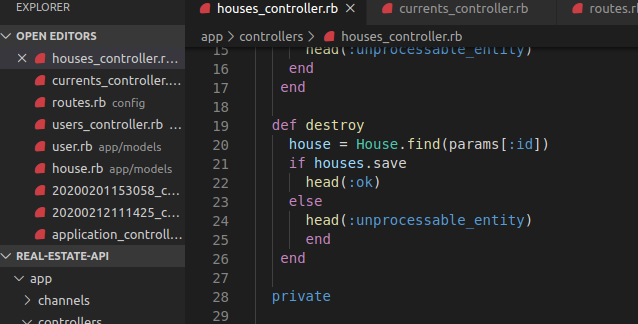 EXPLORER
houses_controller.rb
currents_controller.rb
routes.rb
OPEN EDITORS
houses_controller.r...
currents_controller....
routes.rb config
users_controller.rb
user.rb app/models
house.rb app/models
20200201153058_c...
20200212111425_c...
application_controll...
REAL-ESTATE-API
app
channels
controllers
app > controllers > houses_controller.rb
15 head(:unprocessable_entity)
16 end
17 end
18
19 def destroy
20 house = House.find(params[:id])
21 if houses.save
22 head(:ok)
23 else
24 head(:unprocessable_entity)
25 end
26 end
27
28 private
29